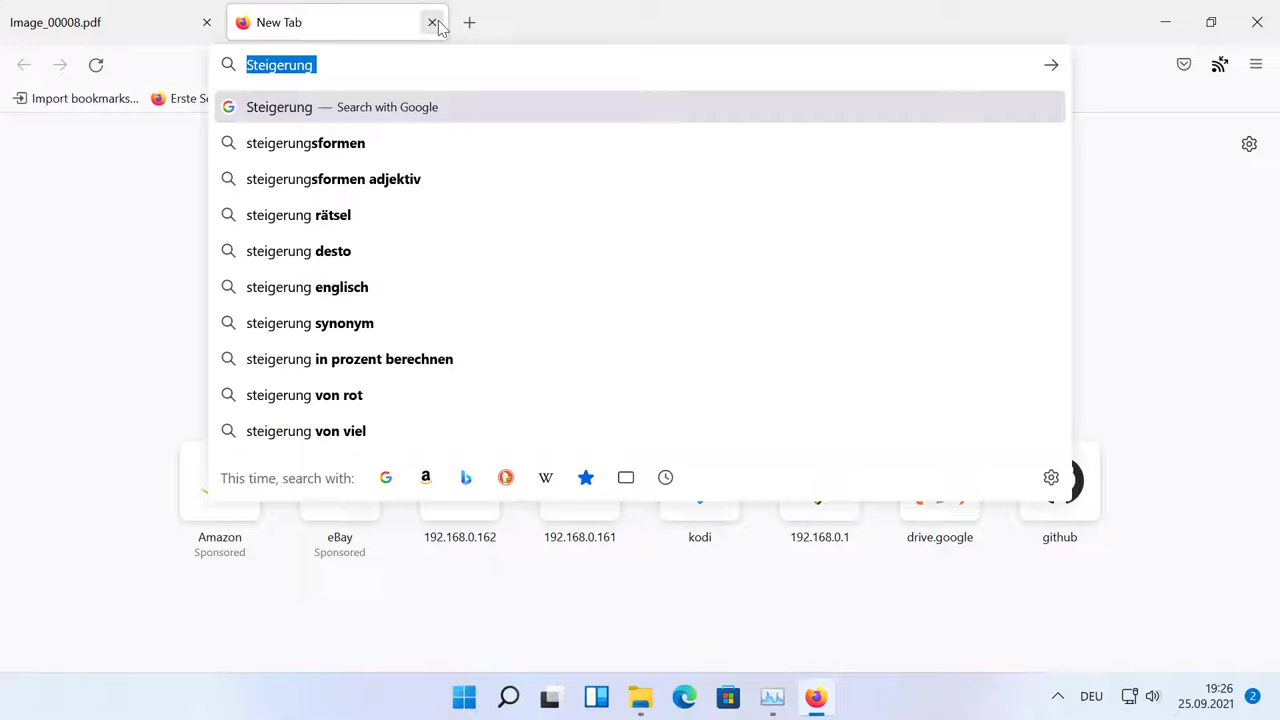 Image_00008.pdf
New Tab
Steigerung
Import bookmarks...
Erste Se
Steigerung — Search with Google
steigerungsformen
steigerungsformen adjektiv
steigerung rätsel
steigerung desto
steigerung englisch
steigerung synonym
steigerung in prozent berechnen
steigerung von rot
steigerung von viel
This time, search with:
Amazon
Sponsored
eBay
Sponsored
192.168.0.162
192.168.0.161
kodi
192.168.0.1
drive.google
github
DEU
19:26
25.09.2021
2